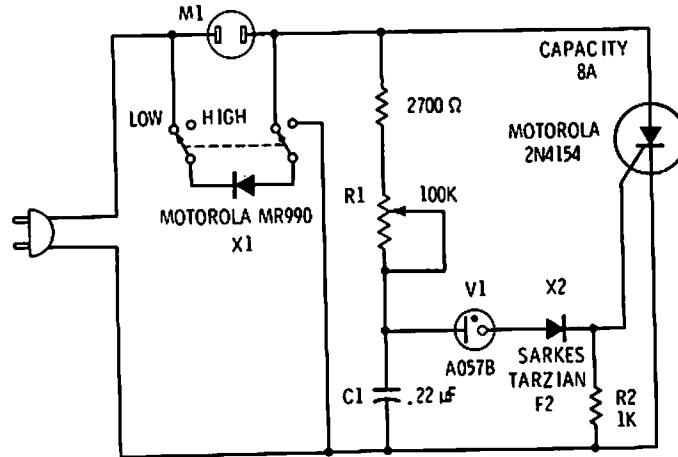 M1
CAPACITY
8A
LOW
HIGH
2700 Ω
MOTOROLA
2N4154
MOTOROLA MR990
X1
R1
100K
V1
X2
A057B
SARKES
TARZIAN
F2
C1
.22 µF
R2
1K